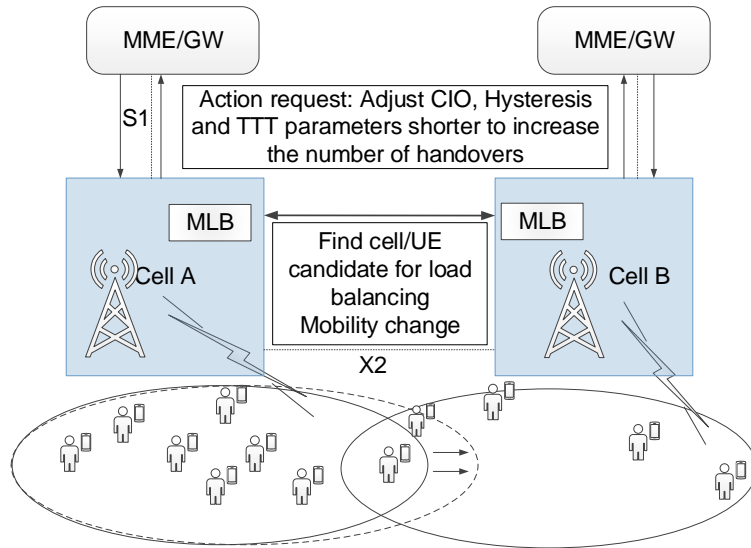 MME/GW
MME/GW
S1
Action request: Adjust CIO, Hysteresis
and TTT parameters shorter to increase
the number of handovers
MLB
MLB
Find cell/UE
candidate for load
balancing
Mobility change
Cell A
Cell B
X2